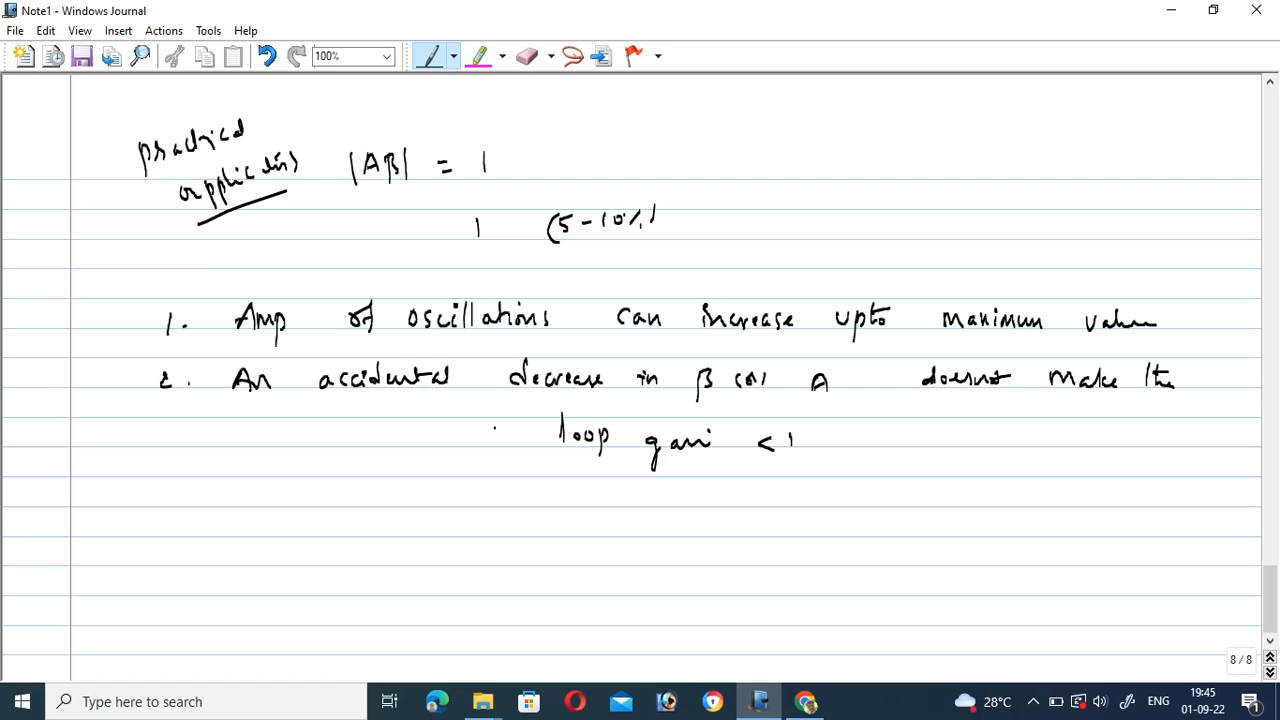 Note1 - Windows Journal
File Edit View Insert Actions Tools Help
100%
practical
applications |Aβ| = 1
1 (5-10%)
1. Amp of oscillations can increase upto maximum value
2. An accidental decrease in β (or) A doesnot make the
loop gain < 1
8 / 8
Type here to search
28°C ENG 19:45
01-09-22